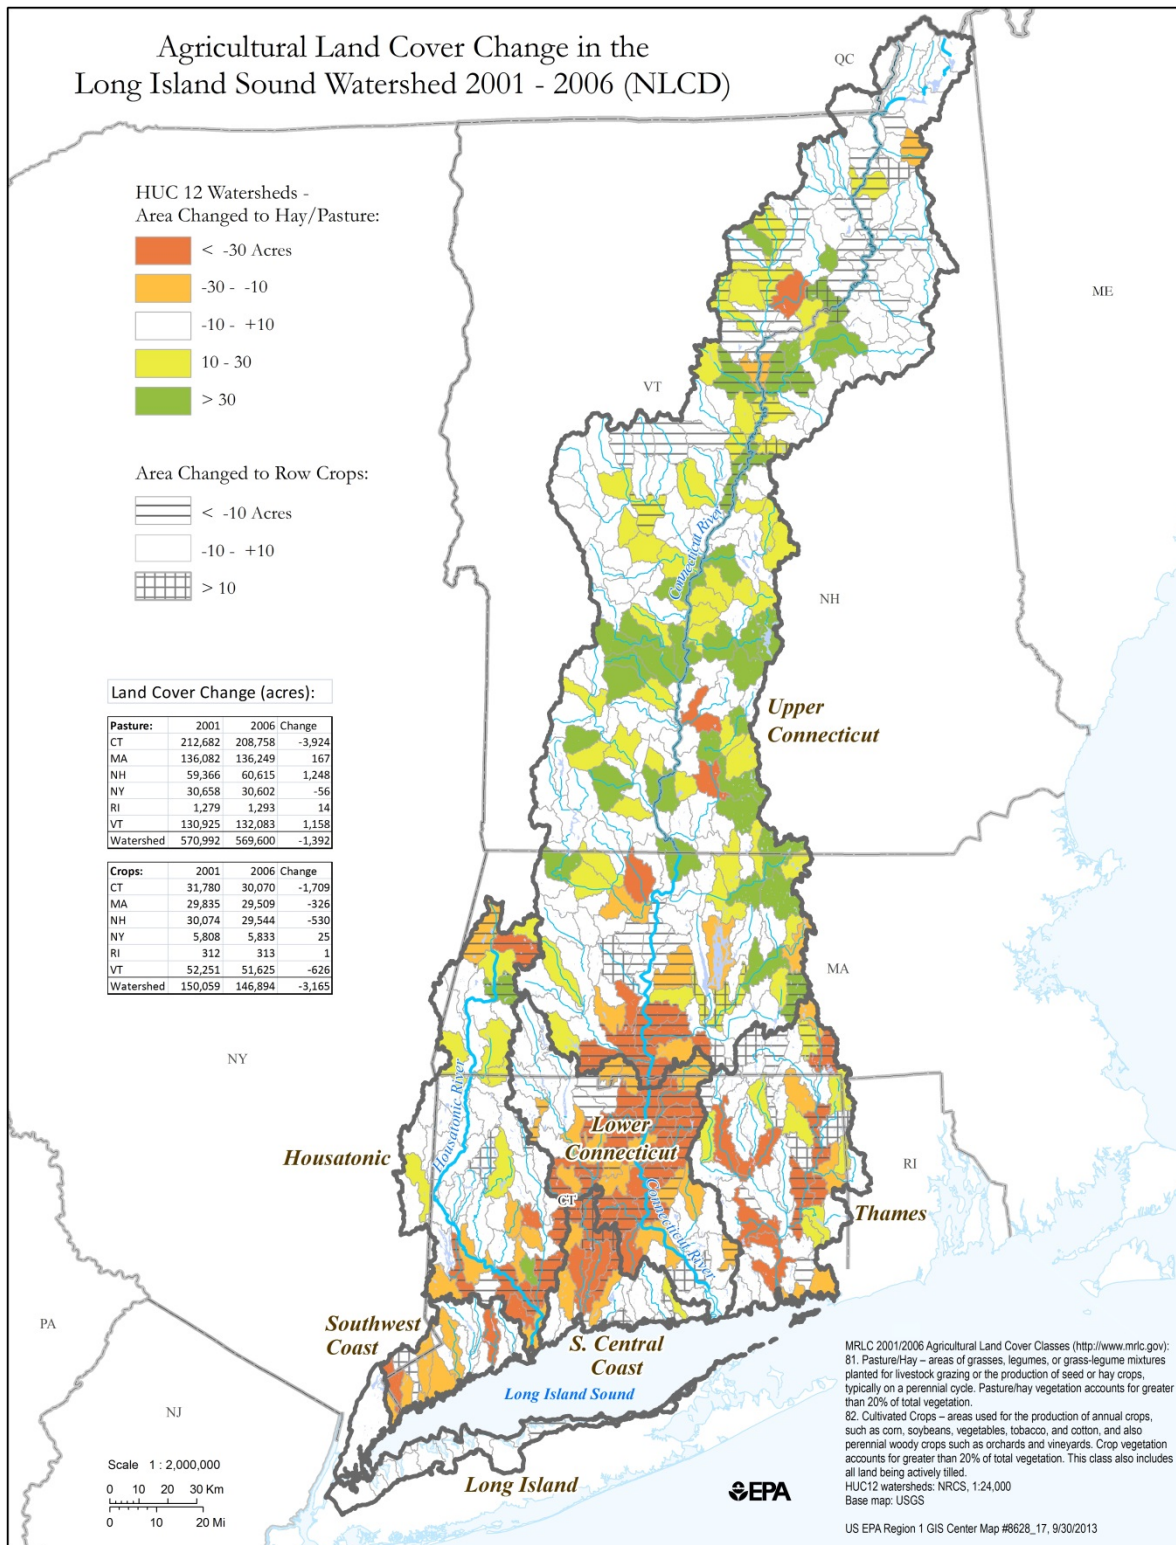 Agricultural Land Cover Change in the
Long Island Sound Watershed 2001 - 2006 (NLCD)
QC
HUC 12 Watersheds -
Area Changed to Hay/Pasture:
< -30 Acres
-30 - -10
-10 - +10
10 - 30
> 30
ME
VT
Area Changed to Row Crops:
< -10 Acres
-10 - +10
> 10
Connecticut River
NH
Land Cover Change (acres):
Pasture: 2001 2006 Change
CT 212,682 208,758 -3,924
MA 136,082 136,249 167
NH 59,366 60,615 1,248
NY 30,658 30,602 -56
RI 1,279 1,293 14
VT 130,925 132,083 1,158
Watershed 570,992 569,600 -1,392
Crops: 2001 2006 Change
CT 31,780 30,070 -1,709
MA 29,835 29,509 -326
NH 30,074 29,544 -530
NY 5,808 5,833 25
RI 312 313 1
VT 52,251 51,625 -626
Watershed 150,059 146,894 -3,165
Upper
Connecticut
MA
NY
Housatonic River
Housatonic
Lower
Connecticut
CT
Connecticut River
RI
Thames
PA
Southwest
Coast
S. Central
Coast
Long Island Sound
NJ
Long Island
Scale 1 : 2,000,000
0 10 20 30 Km
0 10 20 Mi
EPA
MRLC 2001/2006 Agricultural Land Cover Classes (http://www.mrlc.gov):
81. Pasture/Hay – areas of grasses, legumes, or grass-legume mixtures
planted for livestock grazing or the production of seed or hay crops,
typically on a perennial cycle. Pasture/hay vegetation accounts for greater
than 20% of total vegetation.
82. Cultivated Crops – areas used for the production of annual crops,
such as corn, soybeans, vegetables, tobacco, and cotton, and also
perennial woody crops such as orchards and vineyards. Crop vegetation
accounts for greater than 20% of total vegetation. This class also includes
all land being actively tilled.
HUC12 watersheds: NRCS, 1:24,000
Base map: USGS
US EPA Region 1 GIS Center Map #8628_17, 9/30/2013